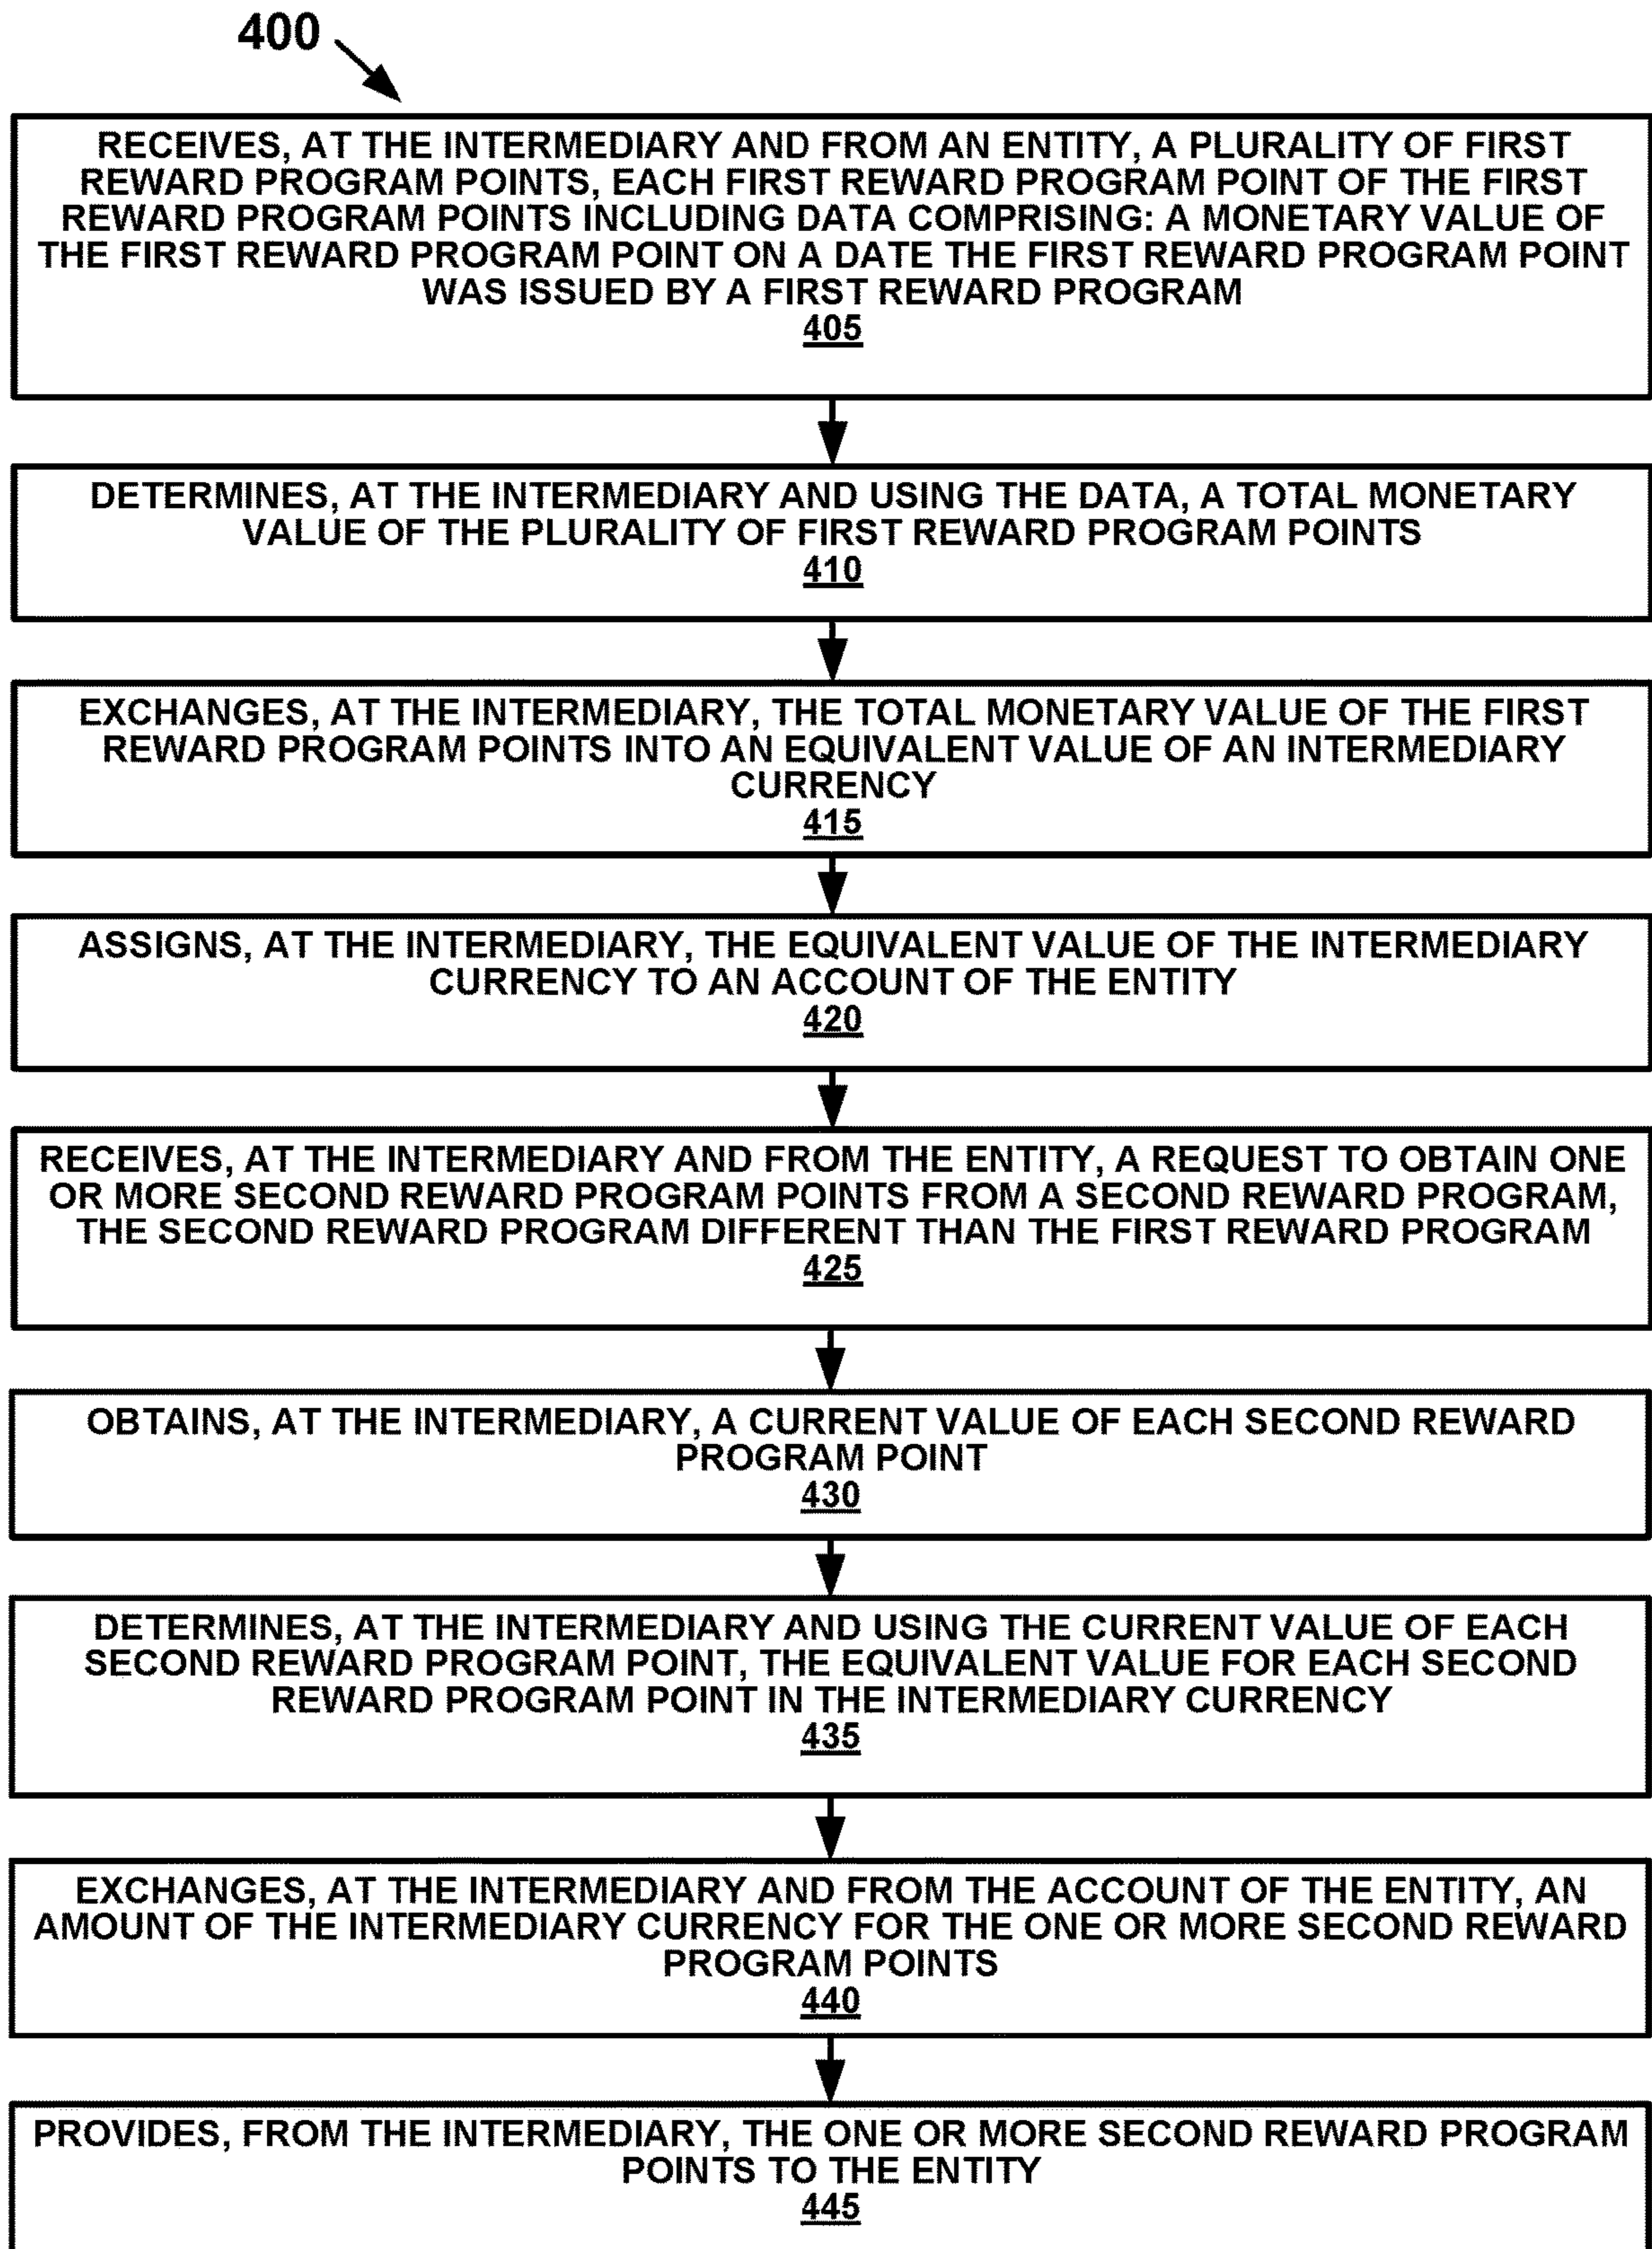 400
RECEIVES, AT THE INTERMEDIARY AND FROM AN ENTITY, A PLURALITY OF FIRST
REWARD PROGRAM POINTS, EACH FIRST REWARD PROGRAM POINT OF THE FIRST
REWARD PROGRAM POINTS INCLUDING DATA COMPRISING: A MONETARY VALUE OF
THE FIRST REWARD PROGRAM POINT ON A DATE THE FIRST REWARD PROGRAM POINT
WAS ISSUED BY A FIRST REWARD PROGRAM
405
DETERMINES, AT THE INTERMEDIARY AND USING THE DATA, A TOTAL MONETARY
VALUE OF THE PLURALITY OF FIRST REWARD PROGRAM POINTS
410
EXCHANGES, AT THE INTERMEDIARY, THE TOTAL MONETARY VALUE OF THE FIRST
REWARD PROGRAM POINTS INTO AN EQUIVALENT VALUE OF AN INTERMEDIARY
CURRENCY
415
ASSIGNS, AT THE INTERMEDIARY, THE EQUIVALENT VALUE OF THE INTERMEDIARY
CURRENCY TO AN ACCOUNT OF THE ENTITY
420
RECEIVES, AT THE INTERMEDIARY AND FROM THE ENTITY, A REQUEST TO OBTAIN ONE
OR MORE SECOND REWARD PROGRAM POINTS FROM A SECOND REWARD PROGRAM,
THE SECOND REWARD PROGRAM DIFFERENT THAN THE FIRST REWARD PROGRAM
425
OBTAINS, AT THE INTERMEDIARY, A CURRENT VALUE OF EACH SECOND REWARD
PROGRAM POINT
430
DETERMINES, AT THE INTERMEDIARY AND USING THE CURRENT VALUE OF EACH
SECOND REWARD PROGRAM POINT, THE EQUIVALENT VALUE FOR EACH SECOND
REWARD PROGRAM POINT IN THE INTERMEDIARY CURRENCY
435
EXCHANGES, AT THE INTERMEDIARY AND FROM THE ACCOUNT OF THE ENTITY, AN
AMOUNT OF THE INTERMEDIARY CURRENCY FOR THE ONE OR MORE SECOND REWARD
PROGRAM POINTS
440
PROVIDES, FROM THE INTERMEDIARY, THE ONE OR MORE SECOND REWARD PROGRAM
POINTS TO THE ENTITY
445